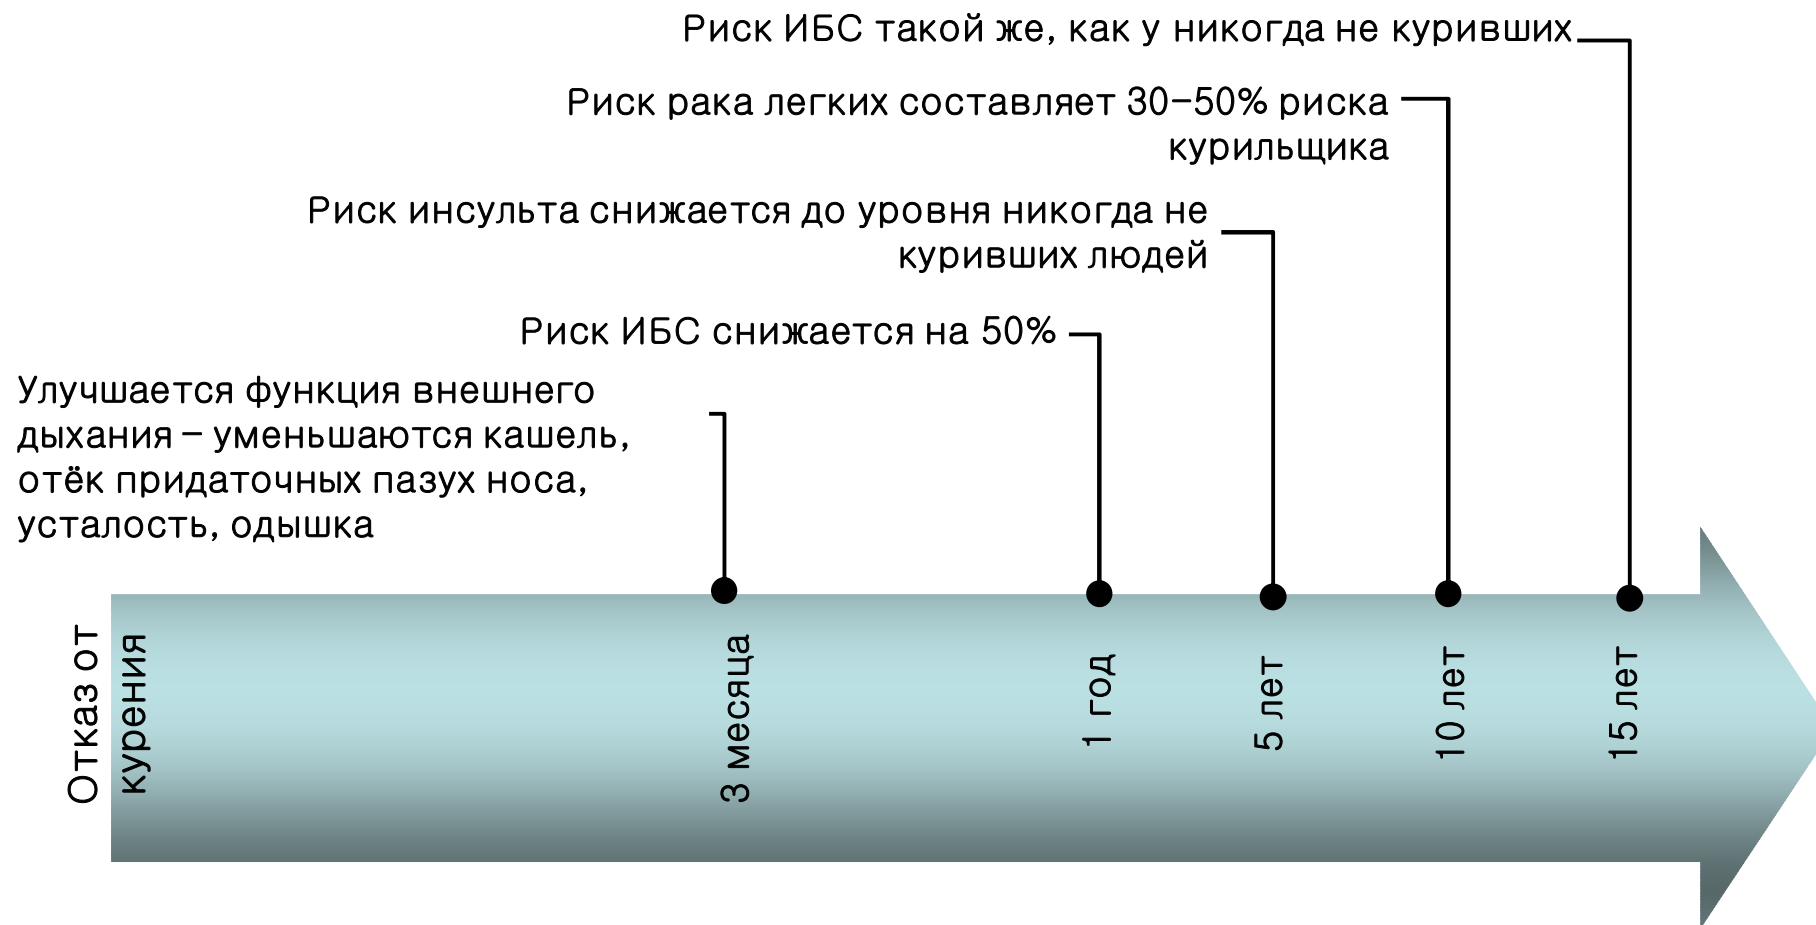 Риск ИБС такой же, как у никогда не куривших
Риск рака легких составляет 30–50% риска
курильщика
Риск инсульта снижается до уровня никогда не
куривших людей
Риск ИБС снижается на 50%
Улучшается функция внешнего
дыхания – уменьшаются кашель,
отёк придаточных пазух носа,
усталость, одышка
Отказ от
курения
3 месяца
1 год
5 лет
10 лет
15 лет